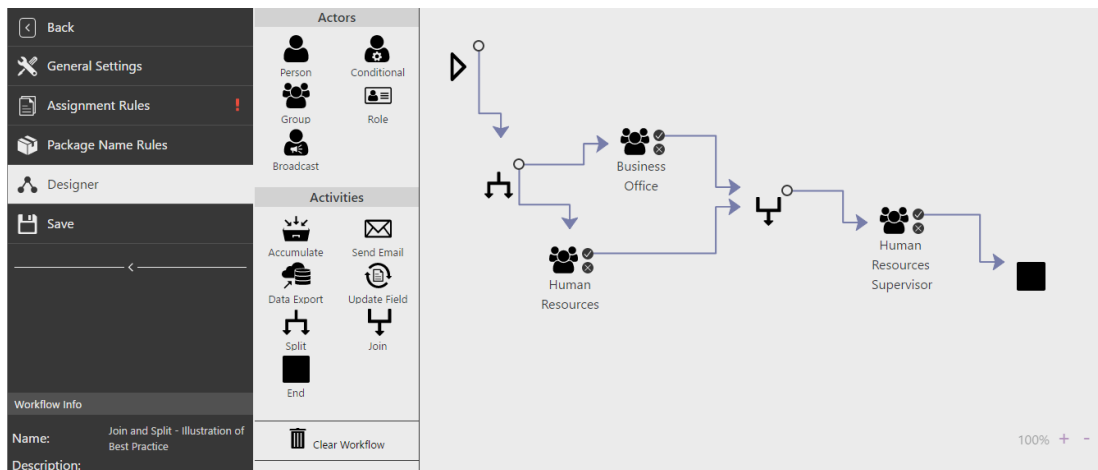 Back
General Settings
Assignment Rules
Package Name Rules
Designer
Save
Workflow Info
Name:
Join and Split - Illustration of
Best Practice
Description:
Actors
Person
Conditional
Group
Role
Broadcast
Activities
Accumulate
Send Email
Data Export
Update Field
Split
Join
End
Clear Workflow
Business
Office
Human
Resources
Human
Resources
Supervisor
100% + -